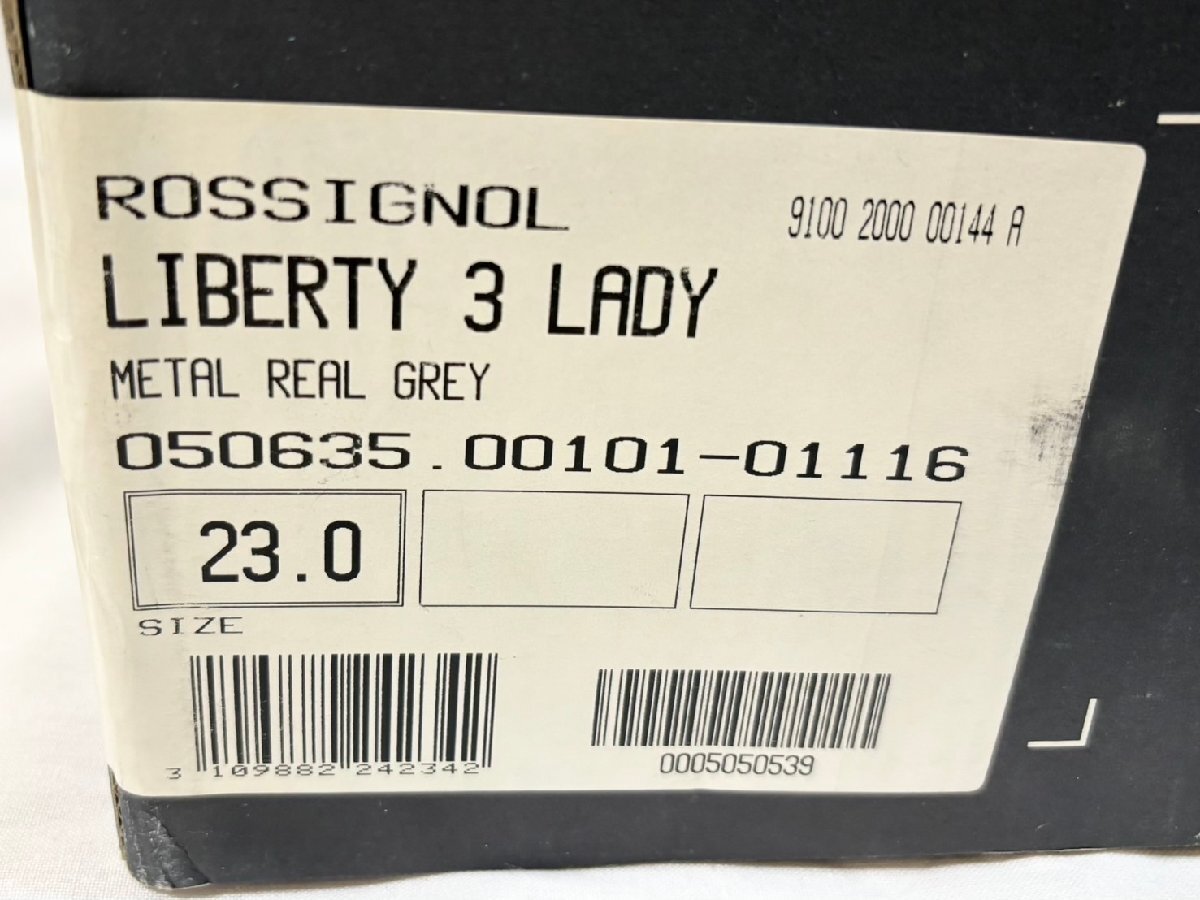 ROSSIGNOL
9100 2000 00144 A
LIBERTY 3 LADY
METAL REAL GREY
050635.00101-01116
23.0
SIZE
3 109882 242342
0005050539